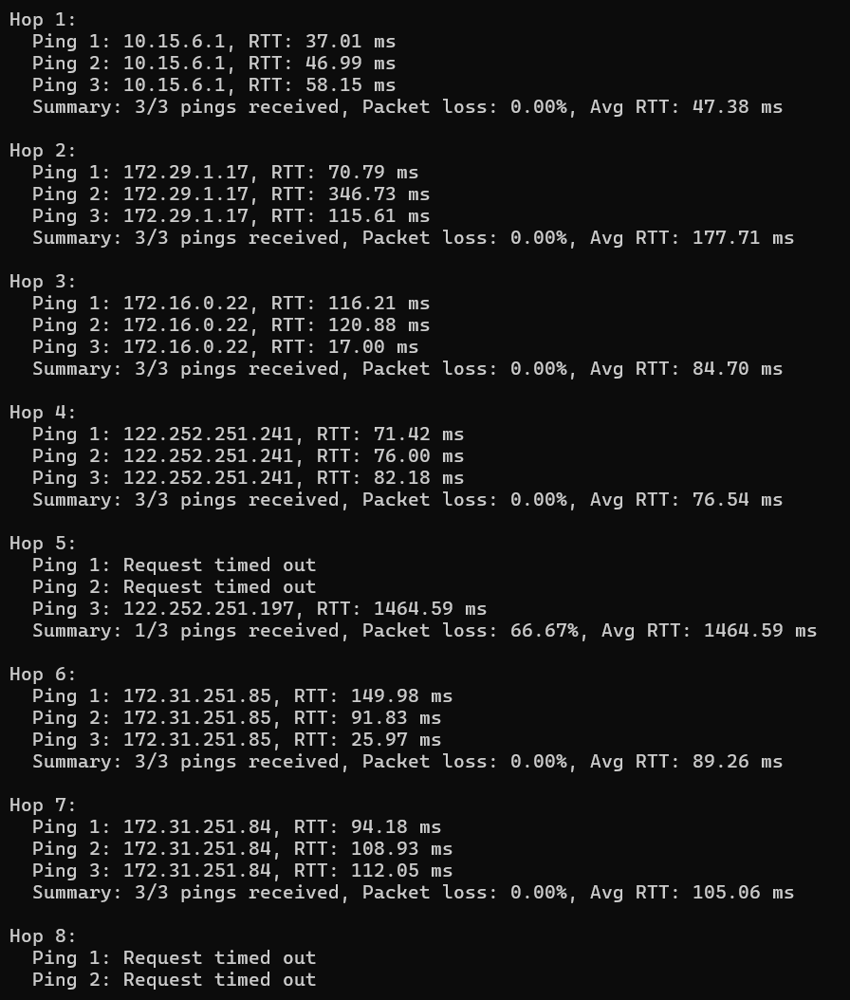 Hop 1:
Ping 1: 10.15.6.1, RTT: 37.01 ms
Ping 2: 10.15.6.1, RTT: 46.99 ms
Ping 3: 10.15.6.1, RTT: 58.15 ms
Summary: 3/3 pings received, Packet loss: 0.00%, Avg RTT: 47.38 ms
Hop 2:
Ping 1: 172.29.1.17, RTT: 70.79 ms
Ping 2: 172.29.1.17, RTT: 346.73 ms
Ping 3: 172.29.1.17, RTT: 115.61 ms
Summary: 3/3 pings received, Packet loss: 0.00%, Avg RTT: 177.71 ms
Hop 3:
Ping 1: 172.16.0.22, RTT: 116.21 ms
Ping 2: 172.16.0.22, RTT: 120.88 ms
Ping 3: 172.16.0.22, RTT: 17.00 ms
Summary: 3/3 pings received, Packet loss: 0.00%, Avg RTT: 84.70 ms
Hop 4:
Ping 1: 122.252.251.241, RTT: 71.42 ms
Ping 2: 122.252.251.241, RTT: 76.00 ms
Ping 3: 122.252.251.241, RTT: 82.18 ms
Summary: 3/3 pings received, Packet loss: 0.00%, Avg RTT: 76.54 ms
Hop 5:
Ping 1: Request timed out
Ping 2: Request timed out
Ping 3: 122.252.251.197, RTT: 1464.59 ms
Summary: 1/3 pings received, Packet loss: 66.67%, Avg RTT: 1464.59 ms
Hop 6:
Ping 1: 172.31.251.85, RTT: 149.98 ms
Ping 2: 172.31.251.85, RTT: 91.83 ms
Ping 3: 172.31.251.85, RTT: 25.97 ms
Summary: 3/3 pings received, Packet loss: 0.00%, Avg RTT: 89.26 ms
Hop 7:
Ping 1: 172.31.251.84, RTT: 94.18 ms
Ping 2: 172.31.251.84, RTT: 108.93 ms
Ping 3: 172.31.251.84, RTT: 112.05 ms
Summary: 3/3 pings received, Packet loss: 0.00%, Avg RTT: 105.06 ms
Hop 8:
Ping 1: Request timed out
Ping 2: Request timed out